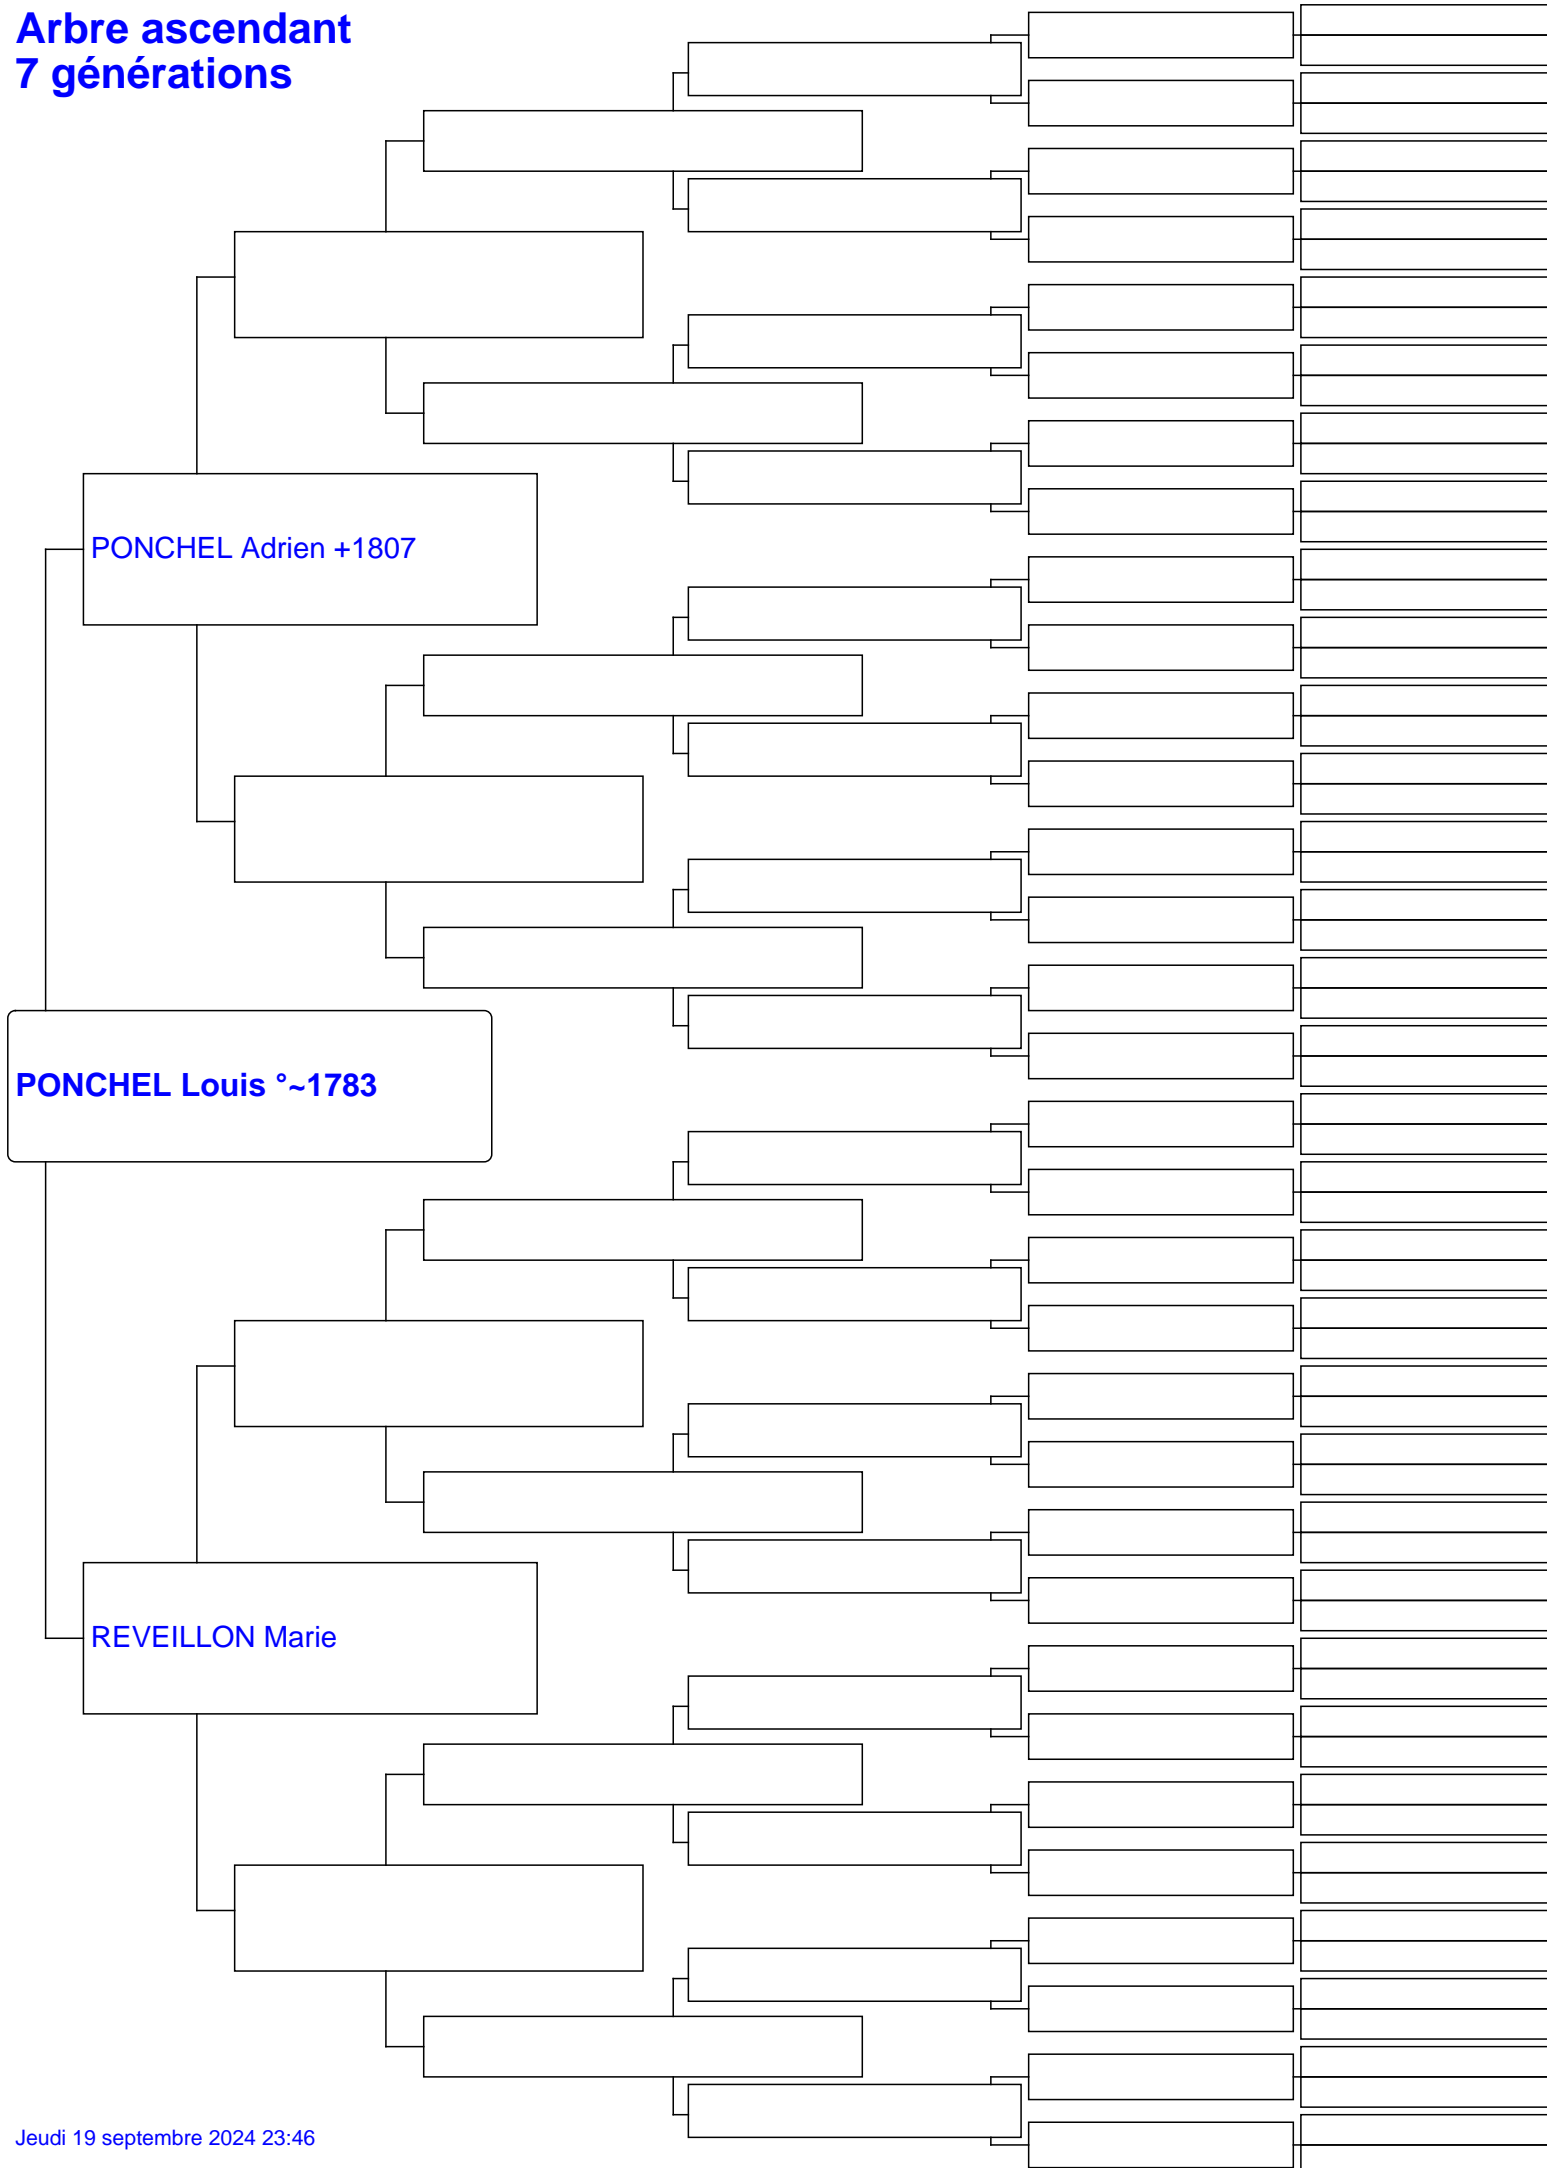 Arbre ascendant
7 générations
PONCHEL Adrien +1807
PONCHEL Louis °~1783
REVEILLON Marie
Jeudi 19 septembre 2024 23:46